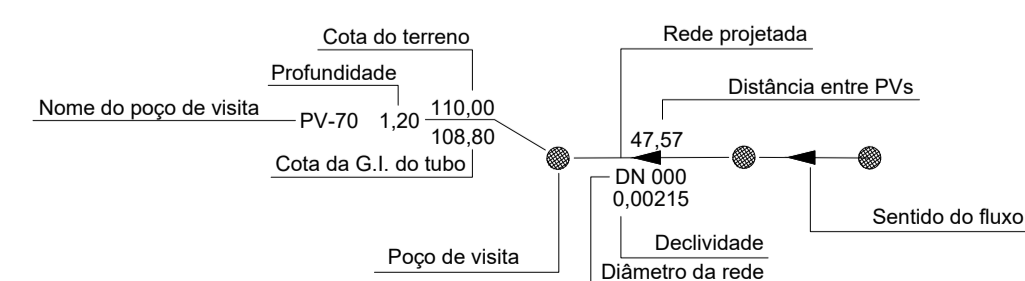 Cota do terreno
Rede projetada
Profundidade
Distância entre PVs
Nome do poço de visita
PV-70 1,20 110,00
108,80
47,57
Cota da G.I. do tubo
DN 000
0,00215
Sentido do fluxo
Poço de visita
Declividade
Diâmetro da rede